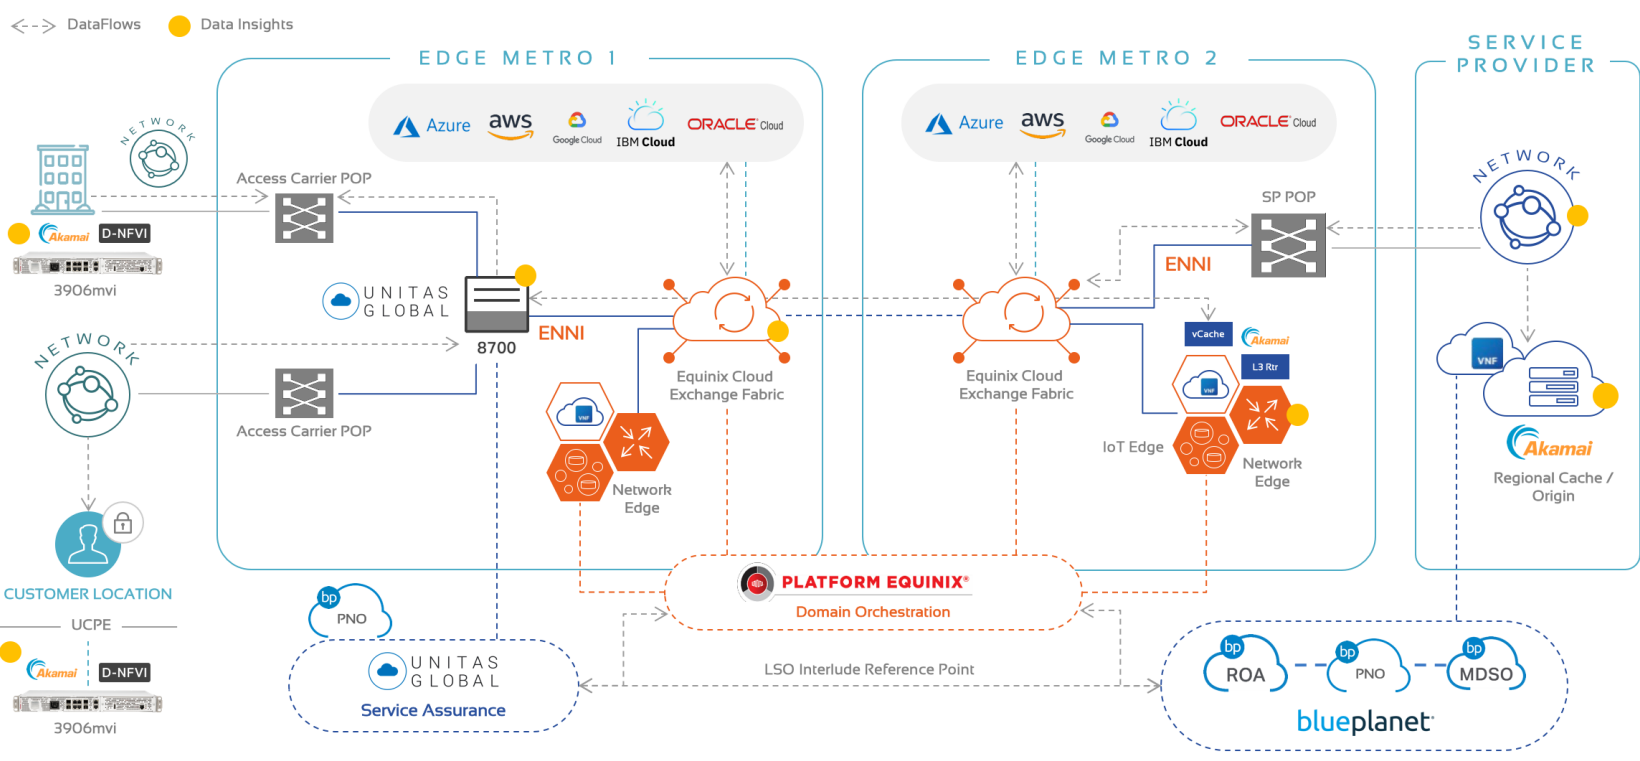 DataFlows
Data Insights
EDGE METRO 1
EDGE METRO 2
SERVICE
PROVIDER
Azure
aws
Google Cloud
IBM Cloud
ORACLE® Cloud
Azure
aws
Google Cloud
IBM Cloud
ORACLE® Cloud
NETWORK
Access Carrier POP
SP POP
NETWORK
Akamai
D-NFVI
3906mvi
ENNI
UNITAS
GLOBAL
ENNI
8700
vCache
Akamai
L3 Rtr
VNF
NETWORK
Equinix Cloud
Exchange Fabric
Equinix Cloud
Exchange Fabric
VNF
VNF
Access Carrier POP
Akamai
IoT Edge
Network
Edge
Network
Edge
Regional Cache /
Origin
CUSTOMER LOCATION
UCPE
PLATFORM EQUINIX®
Domain Orchestration
bp
PNO
Akamai
D-NFVI
3906mvi
UNITAS
GLOBAL
Service Assurance
LSO Interlude Reference Point
bp
ROA
bp
PNO
bp
MDSO
blueplanet